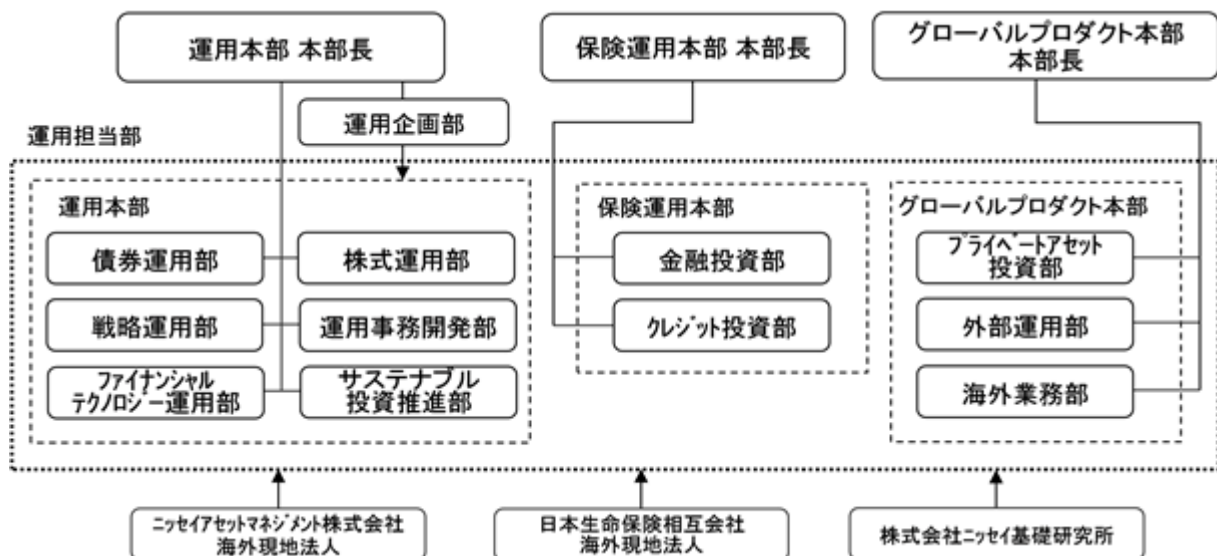 運用本部 本部長
保険運用本部 本部長
グローバルプロダクト本部
本部長
運用企画部
運用担当部
運用本部
保険運用本部
グローバルプロダクト本部
債券運用部
株式運用部
金融投資部
プライベートアセット
投資部
戦略運用部
運用事務開発部
クレジット投資部
外部運用部
ファイナンシャル
テクノロジー運用部
サステナブル
投資推進部
海外業務部
ニッセイアセットマネジメント株式会社
海外現地法人
日本生命保険相互会社
海外現地法人
株式会社ニッセイ基礎研究所